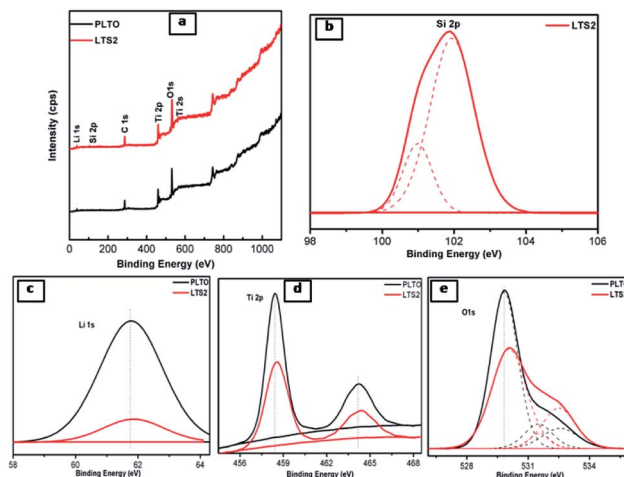 a
PLTO
LTS2
Intensity (cps)
Li 1s
Si 2p
C 1s
Ti 2p
O1s
Ti 2s
0 200 400 600 800 1000
Binding Energy (eV)
b
Si 2p
LTS2
98 100 102 104 106
Binding Energy (eV)
c
Li 1s
PLTO
LTS2
58 60 62 64
Binding Energy (eV)
d
Ti 2p
PLTO
LTS2
456 459 462 465 468
Binding Energy (eV)
e
O1s
PLTO
LTS2
528 531 534
Binding Energy (eV)